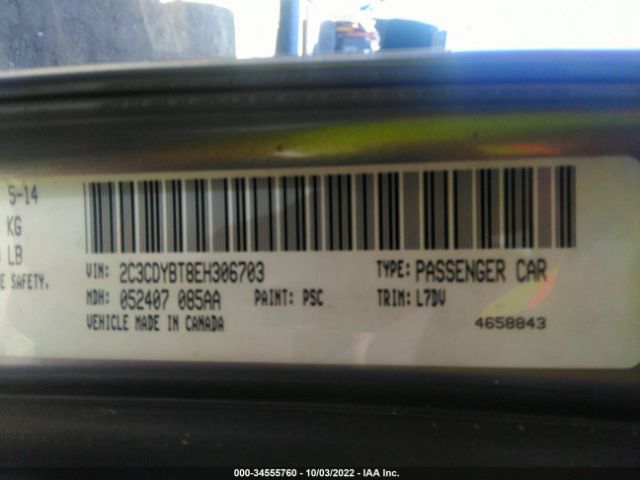 5-14
KG
LB
E SAFETY.
VIN: 2C3CDYBT8EH306703 TYPE: PASSENGER CAR
MDH: 052407 085AA PAINT: PSC TRIM: L7DV
VEHICLE MADE IN CANADA 4658843
000-34555760 - 10/03/2022 - IAA Inc.